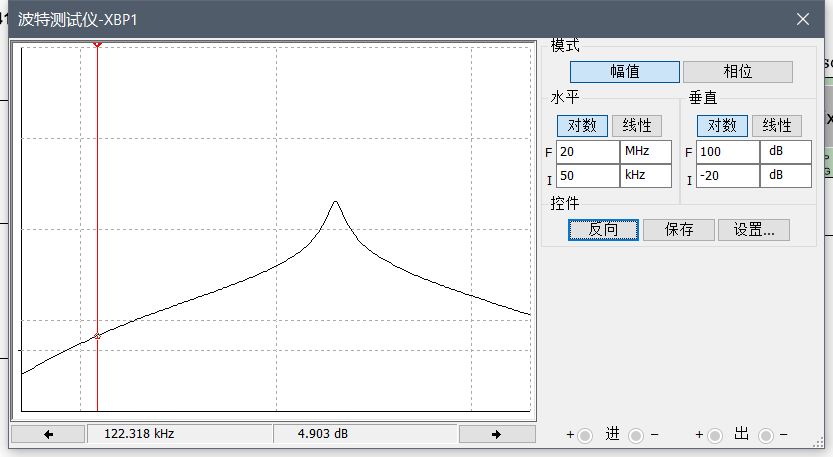 波特测试仪-XBP1
模式
幅值 相位
水平 垂直
对数 线性 对数 线性
F 20 MHz F 100 dB
I 50 kHz I -20 dB
控件
反向 保存 设置...
122.318 kHz 4.903 dB
+ 进 − + 出 −